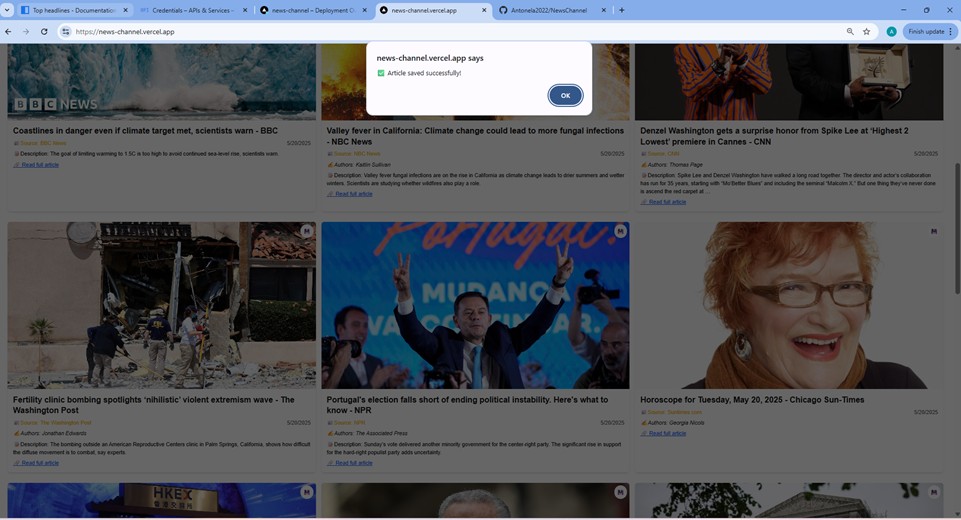 Top headlines - Documentation
Credentials – APIs & Services –
news-channel – Deployment O
news-channel.vercel.app
Antonela2022/NewsChannel
https://news-channel.vercel.app
A
Finish update
news-channel.vercel.app says
✅ Article saved successfully!
OK
BBC NEWS
Coastlines in danger even if climate target met, scientists warn - BBC
Source: BBC News 5/29/2025
Description: The goal of limiting warming to 1.5C is too high to avoid continued sea-level rise, scientists warn.
Read full article
Valley fever in California: Climate change could lead to more fungal infections
- NBC News
Source: NBC News 5/29/2025
Authors: Kaitlin Sullivan
Description: Valley fever fungal infections are on the rise in California as climate change leads to drier summers and wetter
winters. Scientists are studying whether wildfires also play a role
Read full article
Denzel Washington gets a surprise honor from Spike Lee at ‘Highest 2
Lowest’ premiere in Cannes - CNN
Source: CNN 5/29/2025
Authors: Thomas Page
Description: Spike Lee and Denzel Washington have walked a long road together. The director and actor's collaboration
has run for 35 years, starting with “Mo'Better Blues” and including the seminal “Malcolm X.” But one thing they've never done
is ascend the red carpet at …
Read full article
M
Portugal!
MUDANÇA
M
M
Fertility clinic bombing spotlights ‘nihilistic’ violent extremism wave - The
Washington Post
Source: The Washington Post 5/29/2025
Authors: Jonathan Edwards
Description: The bombing outside an American Reproductive Centers clinic in Palm Springs, California, shows how difficult
the diffuse movement is to combat, say experts
Read full article
Portugal's election falls short of ending political instability. Here's what to
know - NPR
Source: NPR 5/29/2025
Authors: The Associated Press
Description: Sunday's vote delivered another minority government for the center-right party. The significant rise in support
for the hard-right populist party adds uncertainty
Read full article
Horoscope for Tuesday, May 20, 2025 - Chicago Sun-Times
Source: Suntimes.com 5/29/2025
Authors: Georgia Nicols
Read full article
HKEX
香港交易所
M
M
M